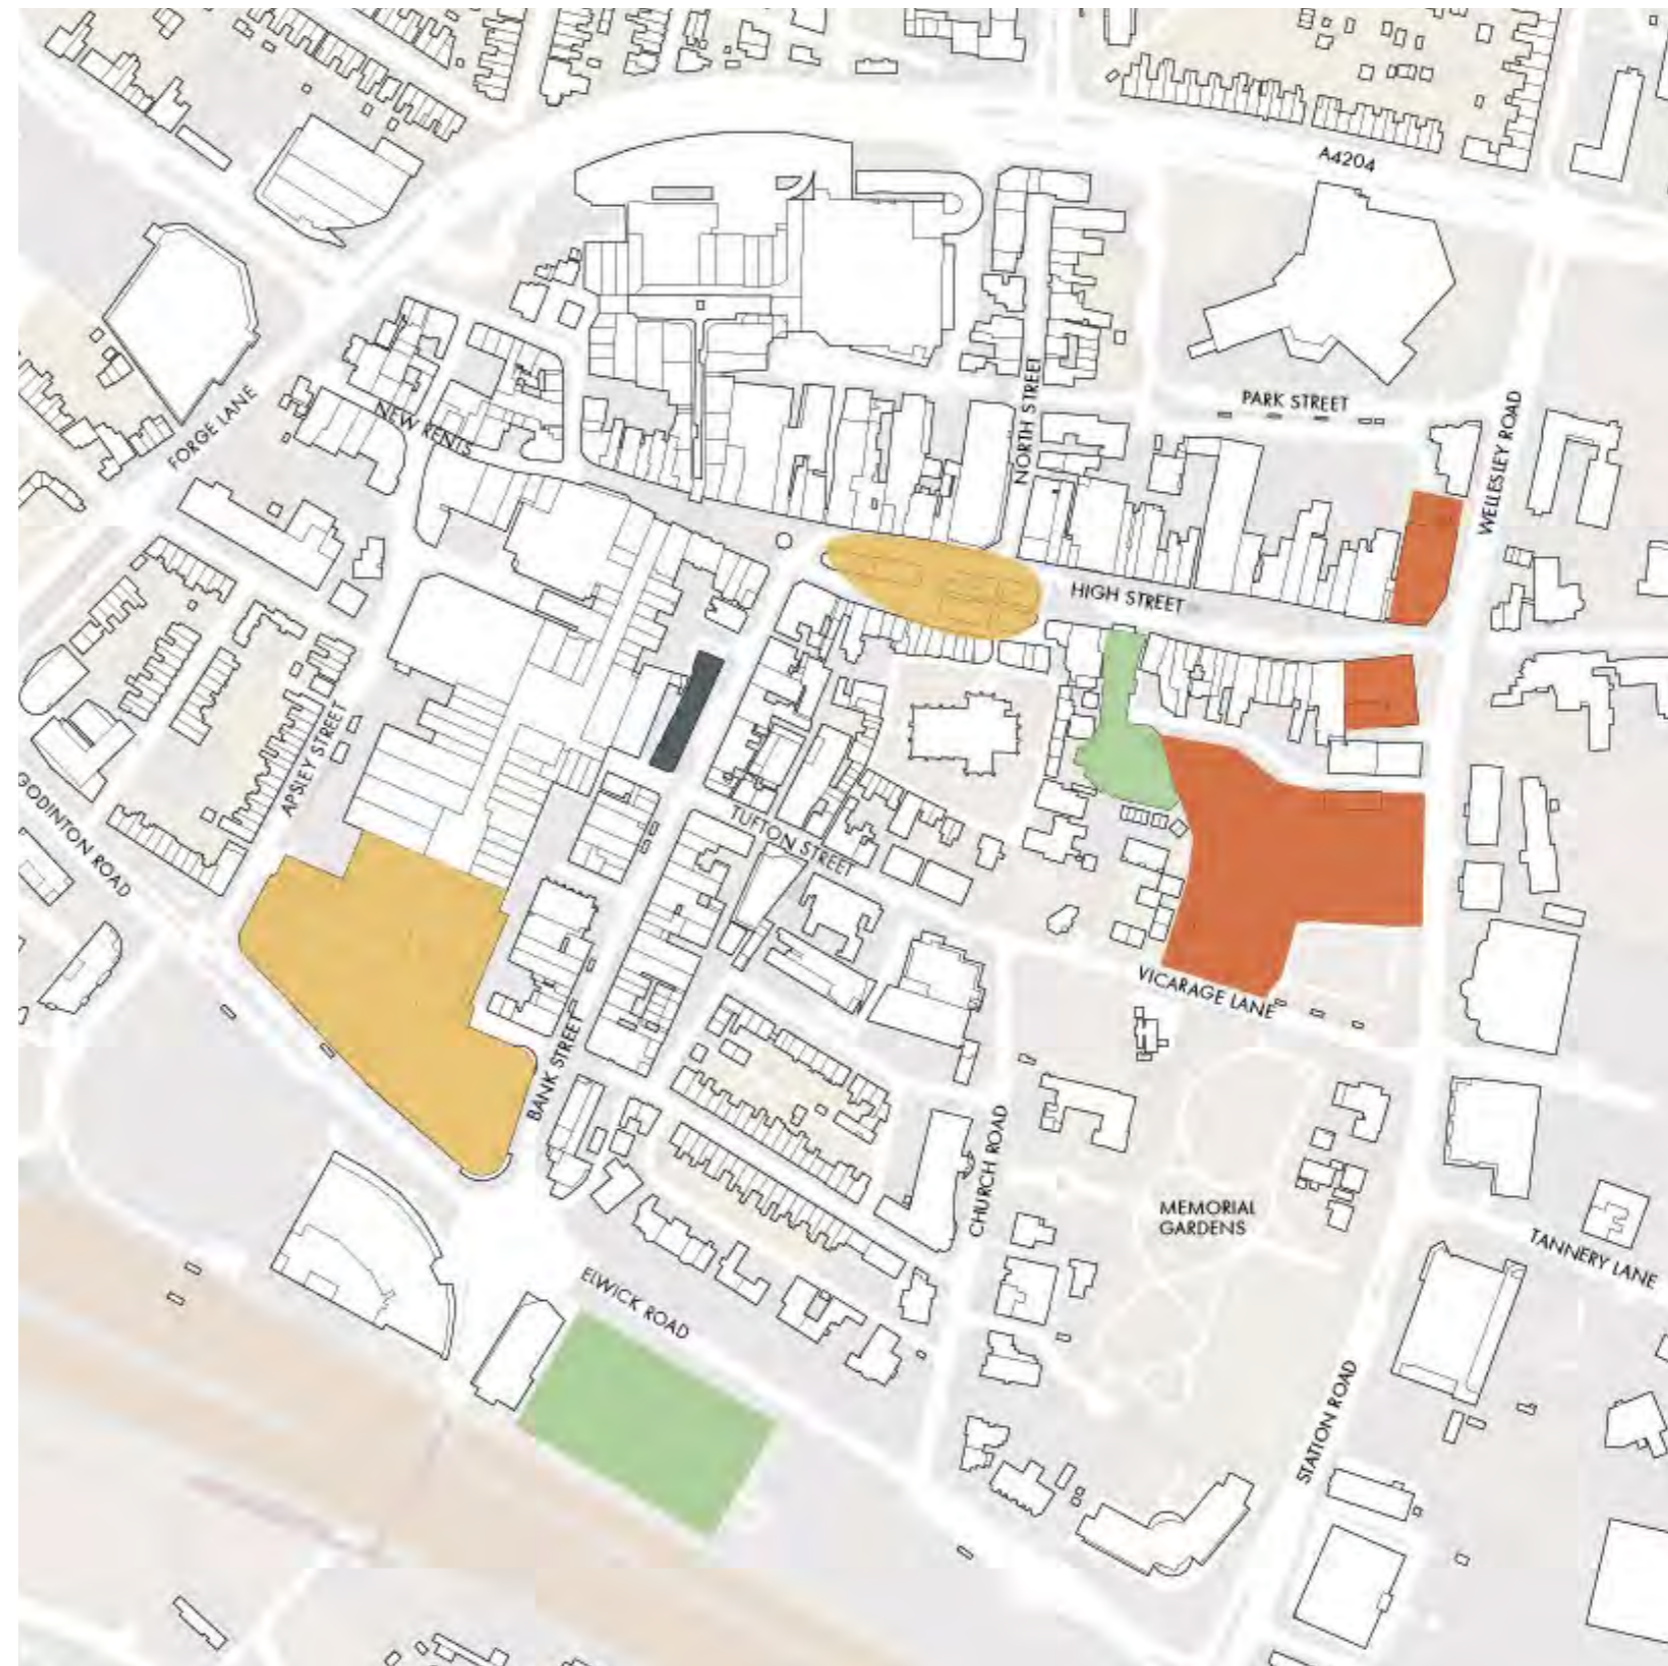 A4204
PARK STREET
WELLESLEY ROAD
NORTH STREET
FORGE LANE
NEW RENTS
HIGH STREET
APSLEY STREET
GODINTON ROAD
TUFTON STREET
VICARAGE LANE
BANK STREET
CHURCH ROAD
MEMORIAL
GARDENS
TANNERY LANE
ELWICK ROAD
STATION ROAD